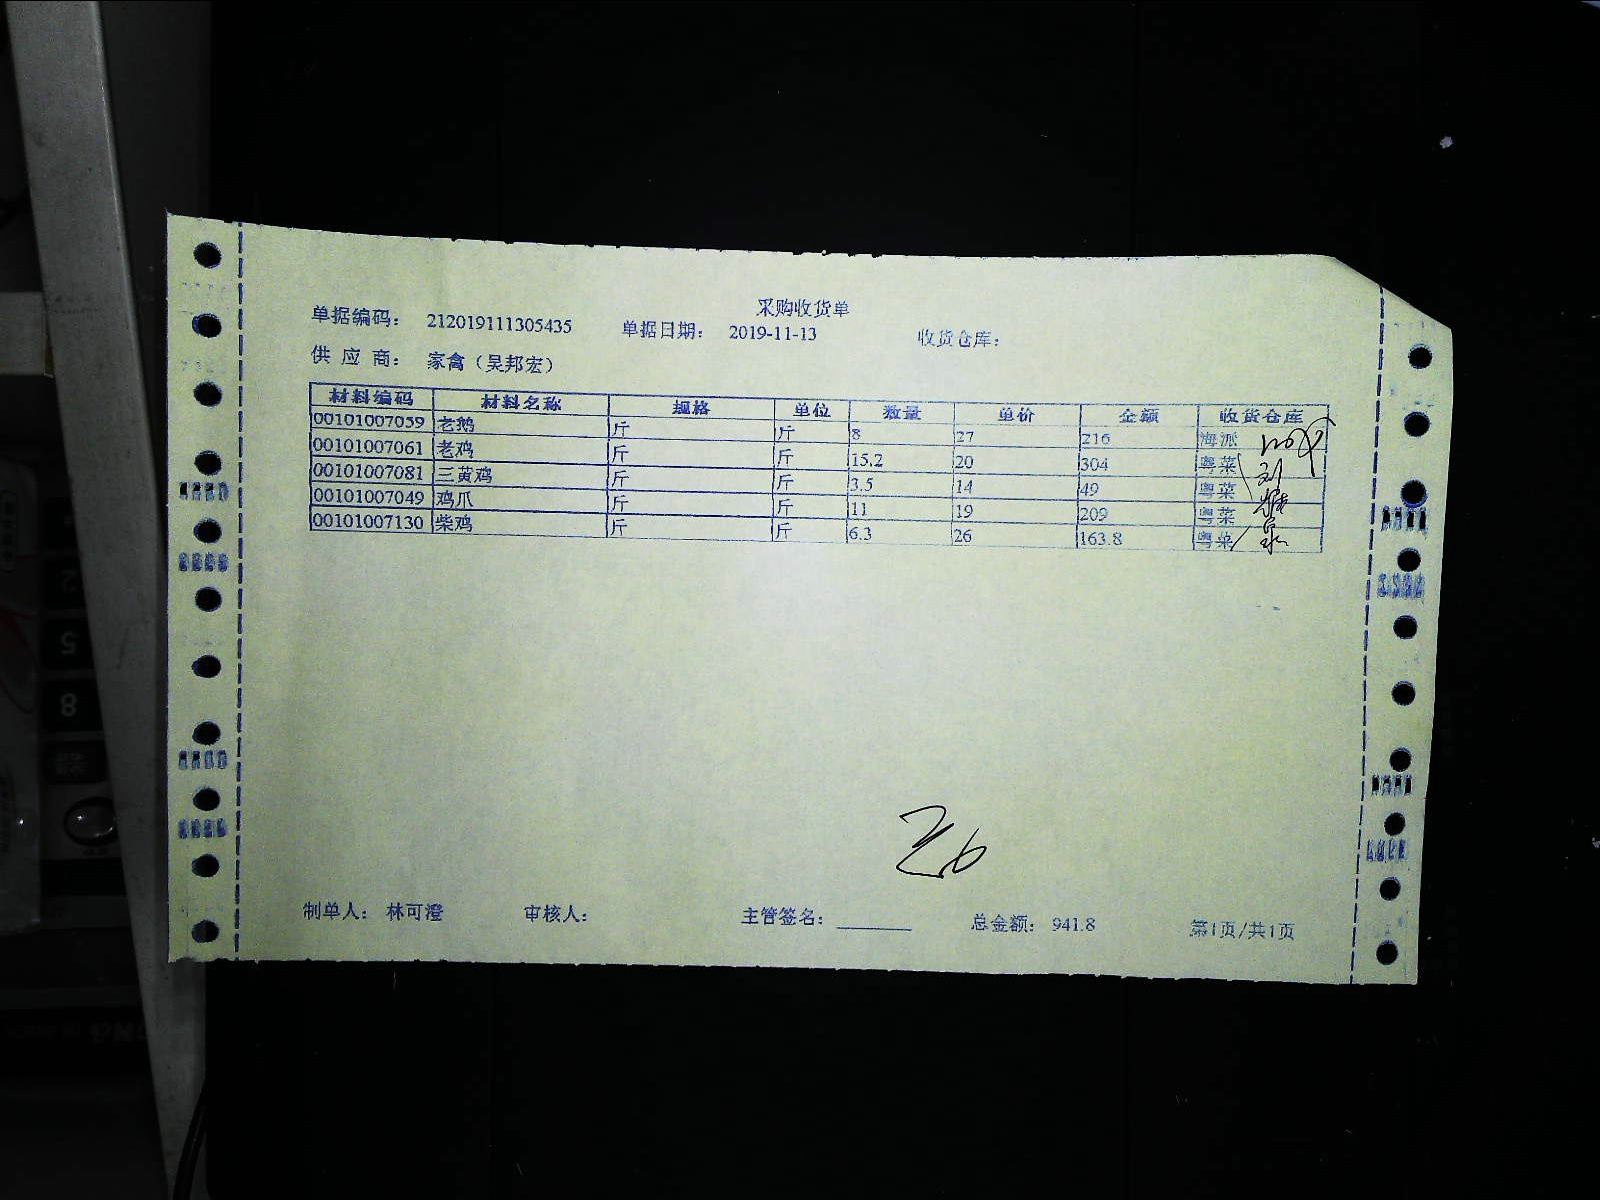 采购收货单
单据编码： 212019111305435 单据日期： 2019-11-13 收货仓库：
供 应 商： 家禽（吴邦宏）
材料编码 材料名称 规格 单位 数量 单价 金额 收货仓库
00101007059 老鹅 斤 斤 8 27 216 海派
00101007061 老鸡 斤 斤 15.2 20 304 粤菜
00101007081 三黄鸡 斤 斤 3.5 14 49 粤菜
00101007049 鸡爪 斤 斤 11 19 209 粤菜
00101007130 柴鸡 斤 斤 6.3 26 163.8 粤菜
制单人： 林可澄 审核人： 主管签名： 总金额： 941.8 第1页/共1页